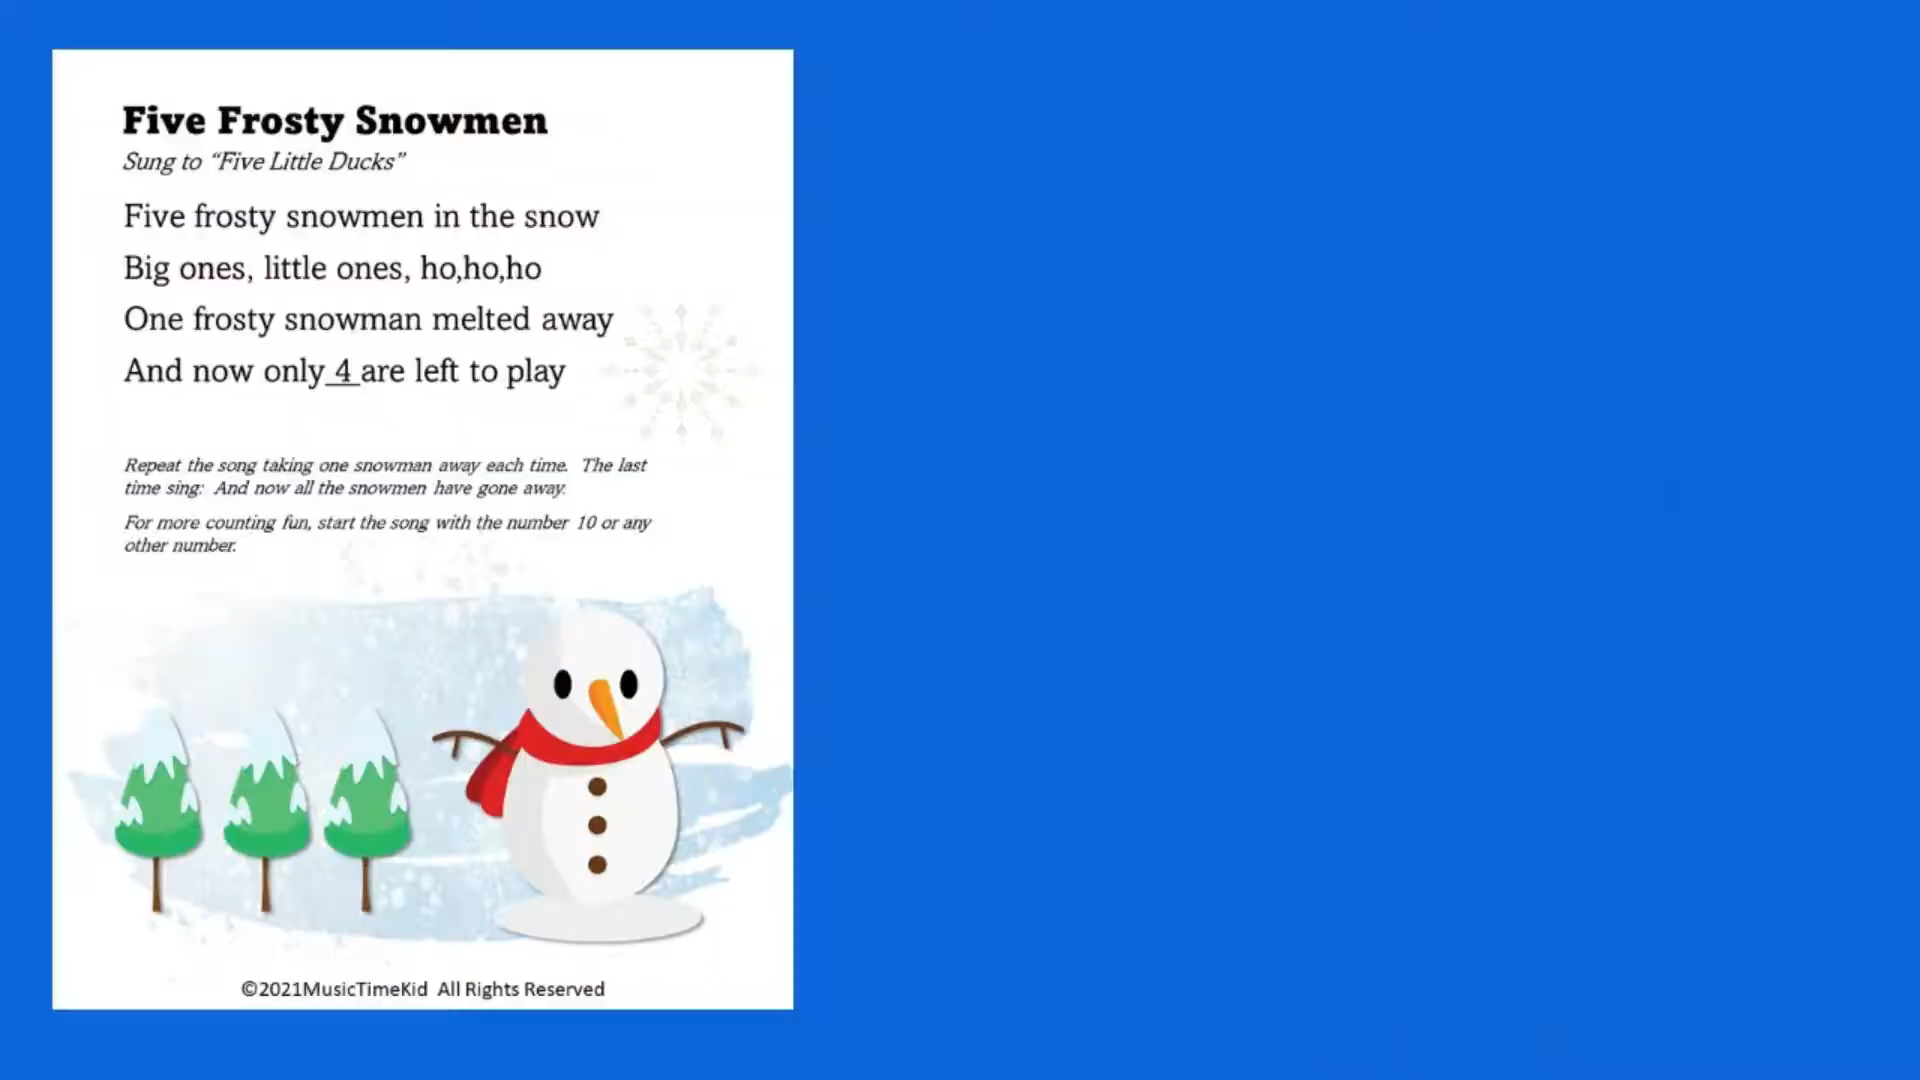 Five Frosty Snowmen
Sung to “Five Little Ducks”
Five frosty snowmen in the snow
Big ones, little ones, ho,ho,ho
One frosty snowman melted away
And now only 4 are left to play
Repeat the song taking one snowman away each time. The last
time sing: And now all the snowmen have gone away.
For more counting fun, start the song with the number 10 or any
other number.
©2021MusicTimeKid All Rights Reserved